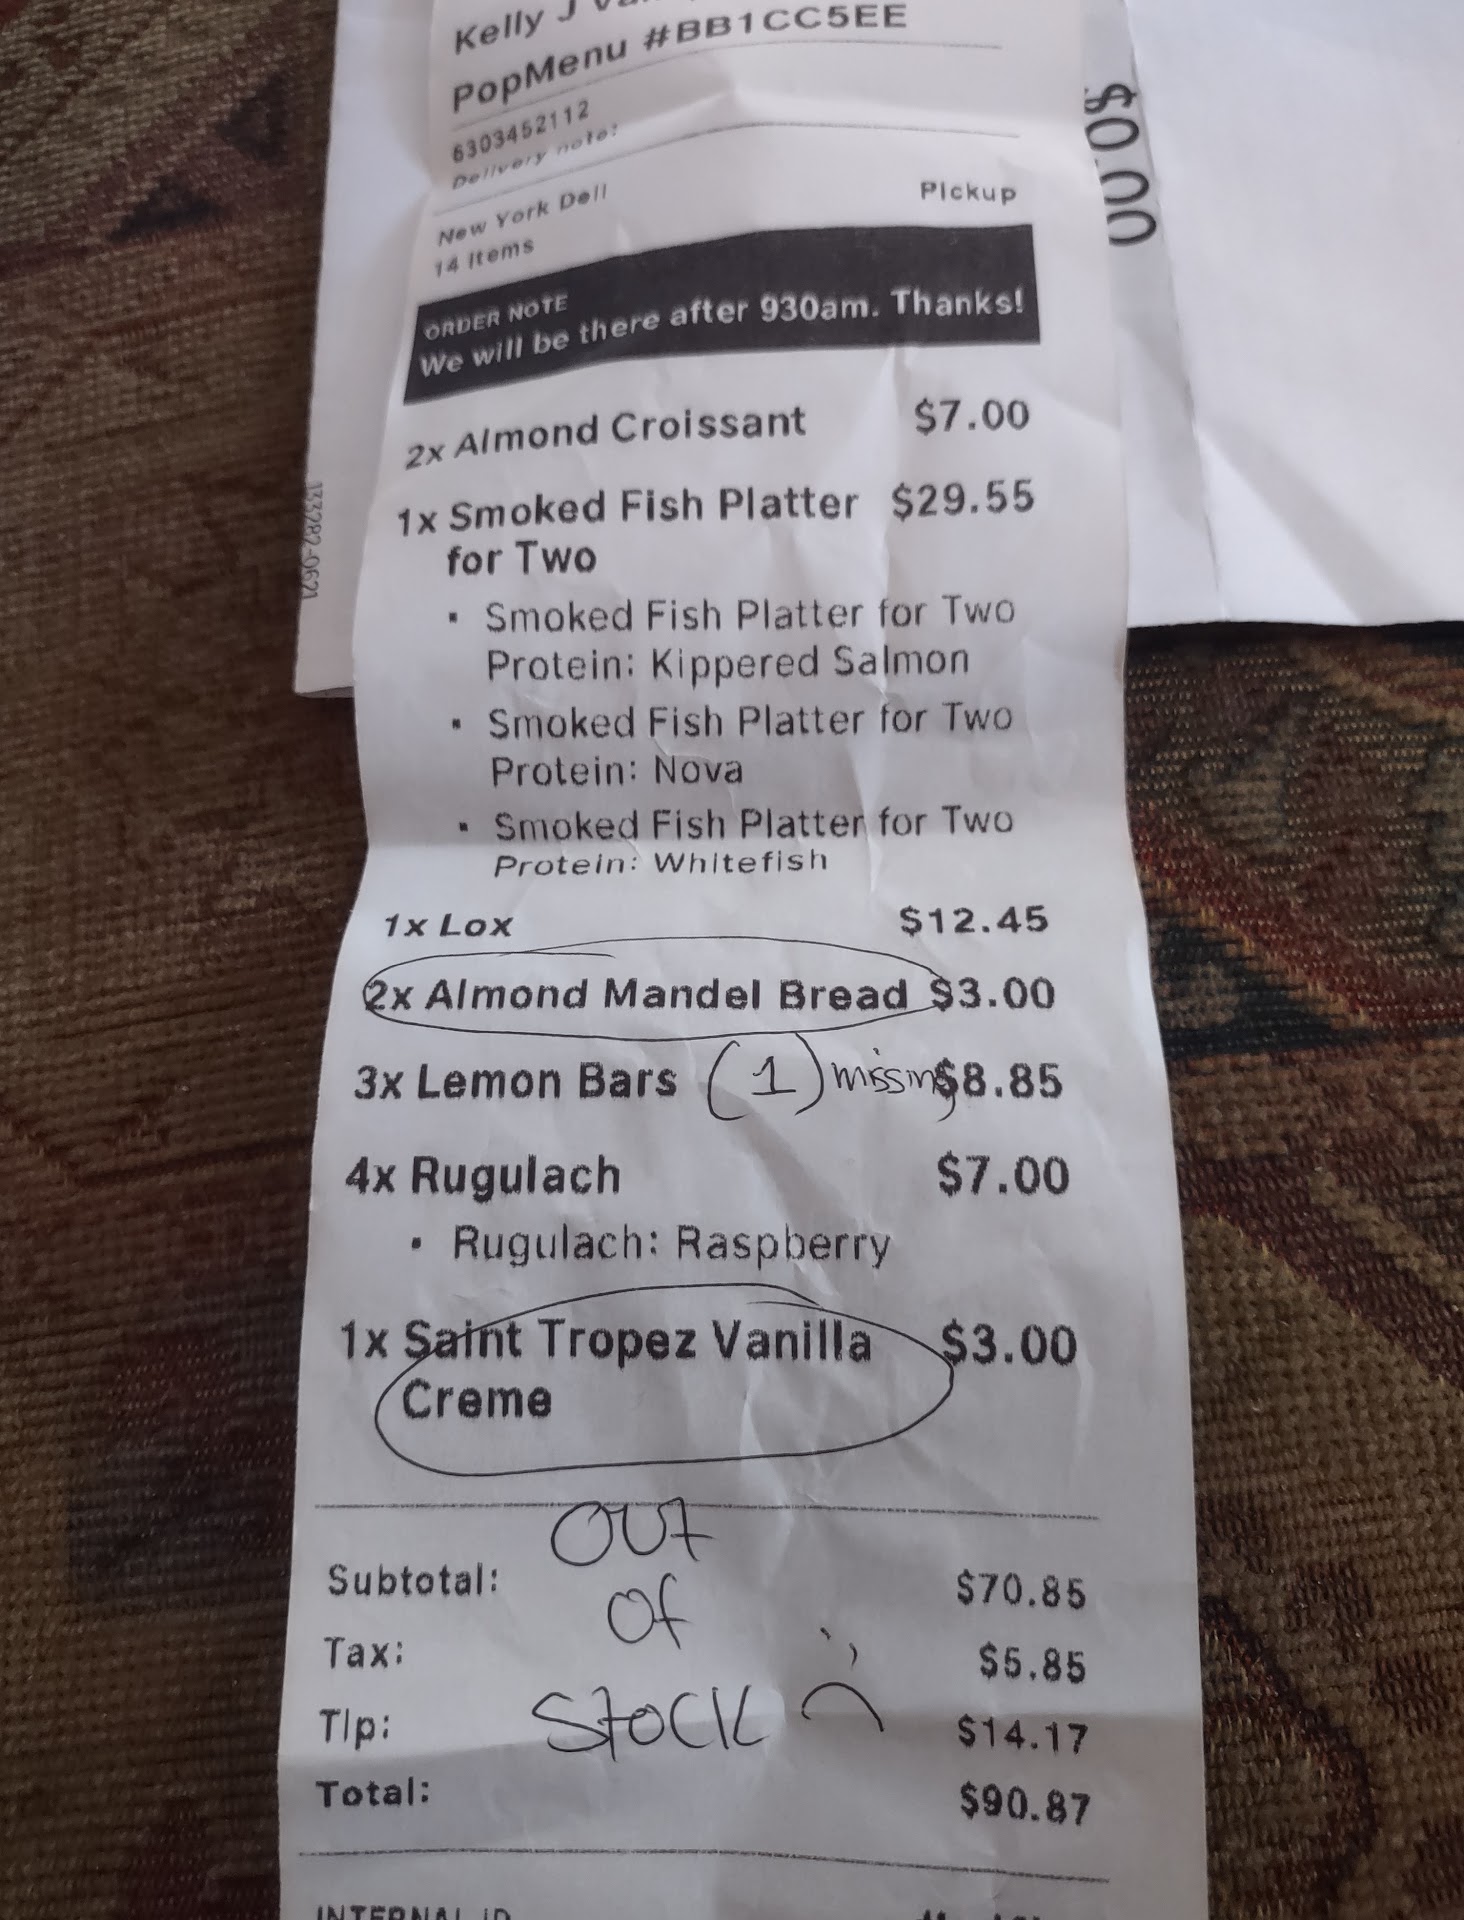 Kelly J
PopMenu #BB1CC5EE
6303452112
Delivery note:
New York Deli
Pickup
14 Items
ORDER NOTE
We will be there after 930am. Thanks!
2x Almond Croissant $7.00
1x Smoked Fish Platter $29.55
for Two
· Smoked Fish Platter for Two
Protein: Kippered Salmon
· Smoked Fish Platter for Two
Protein: Nova
· Smoked Fish Platter for Two
Protein: Whitefish
1x Lox $12.45
2x Almond Mandel Bread $3.00
3x Lemon Bars (1) missing $8.85
4x Rugulach $7.00
· Rugulach: Raspberry
1x Saint Tropez Vanilla $3.00
Creme
OUT
Of
STOCK
Subtotal: $70.85
Tax: $5.85
Tip: $14.17
Total: $90.87
INTERNAL ID
$0.00
133282-0621